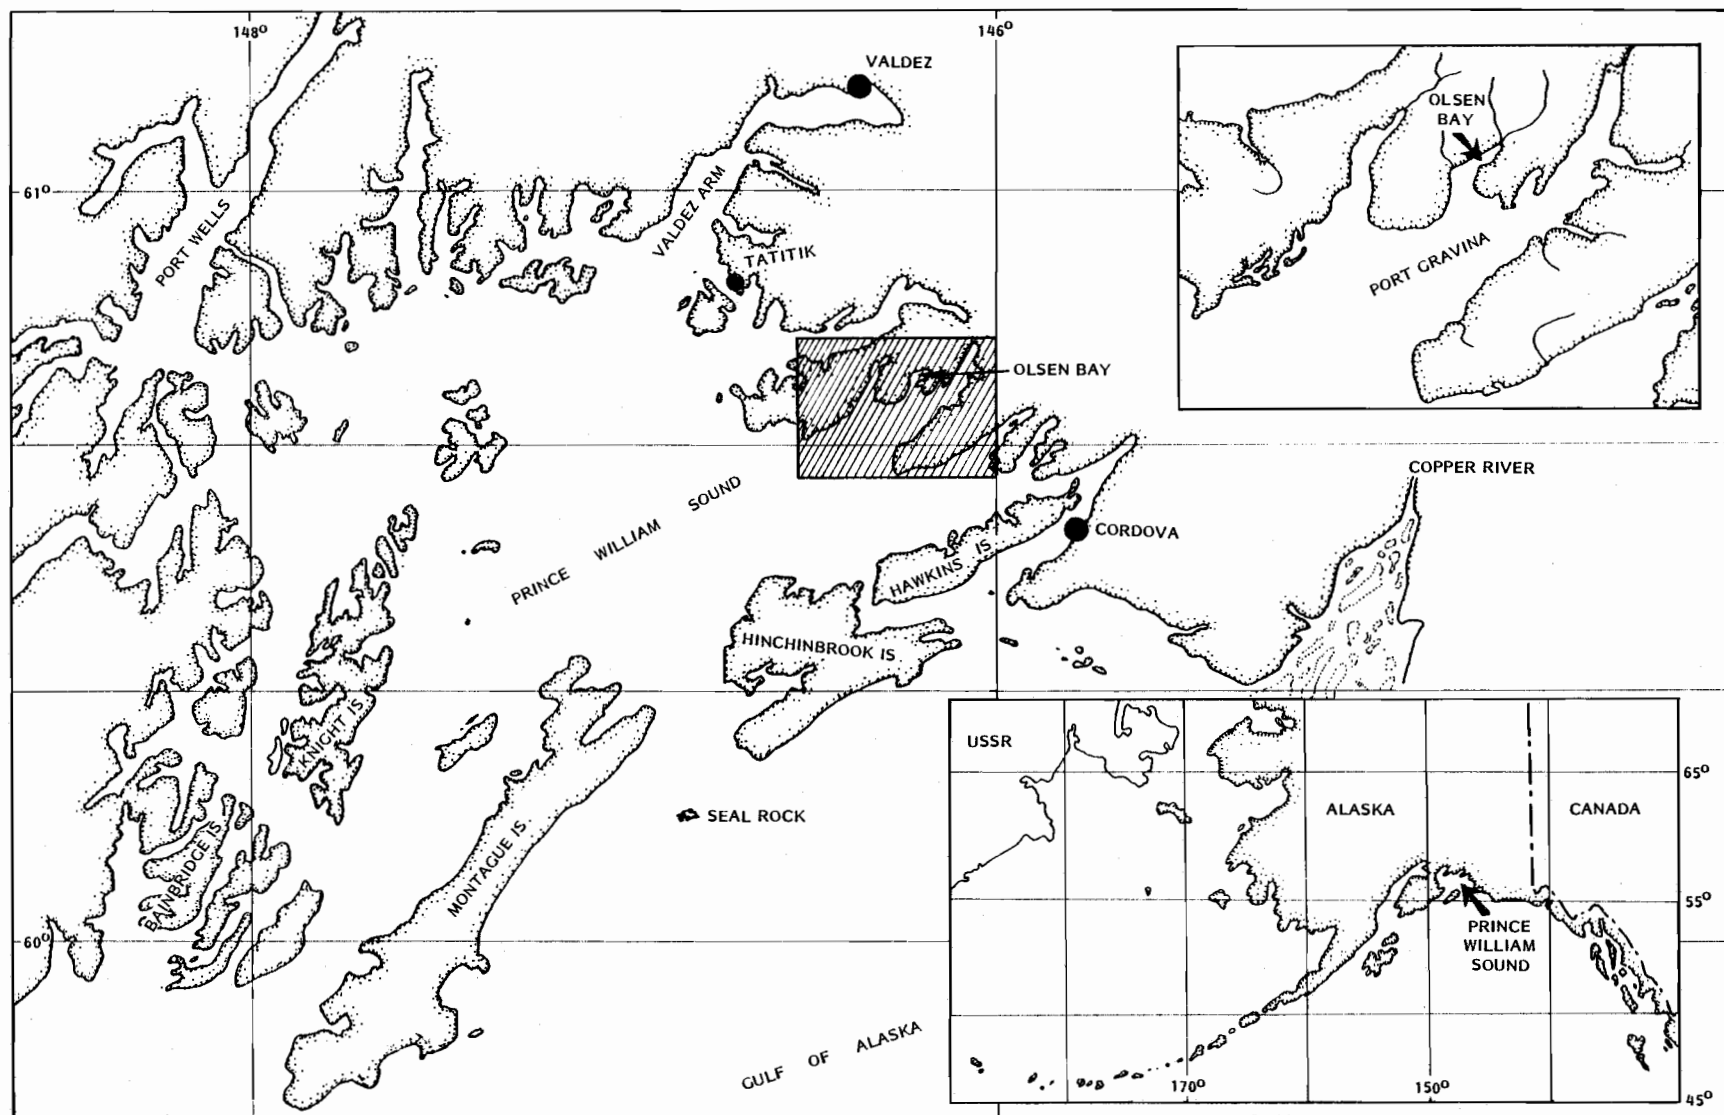 148°
146°
VALDEZ
OLSEN
BAY
61°
PORT WELLS
VALDEZ ARM
TATITIK
PORT GRAVINA
OLSEN BAY
COPPER RIVER
PRINCE WILLIAM SOUND
CORDOVA
HAWKINS IS
HINCHINBROOK IS
KNIGHT IS
USSR
65°
SEAL ROCK
ALASKA
CANADA
MONTAGUE IS.
BAINBRIDGE IS
55°
PRINCE
WILLIAM
SOUND
60°
GULF OF ALASKA
170°
150°
45°